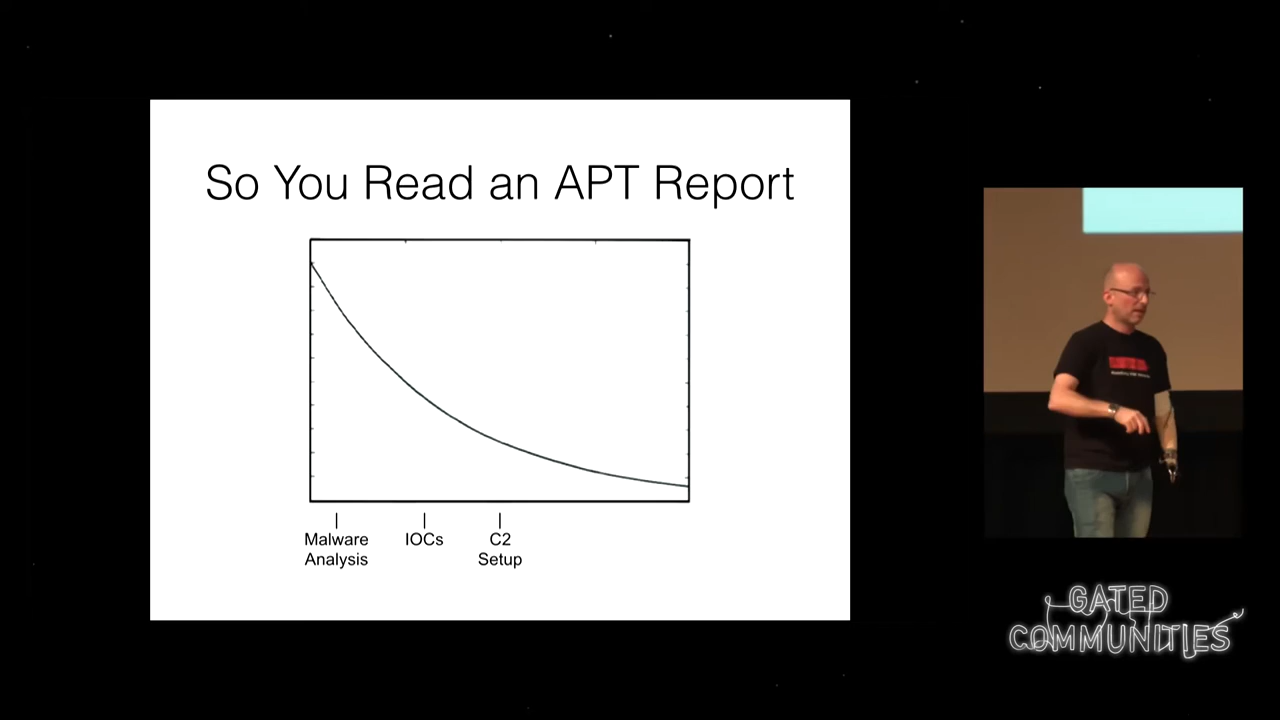 So You Read an APT Report
Malware
Analysis
IOCs
C2
Setup
GATED
COMMUNITIES